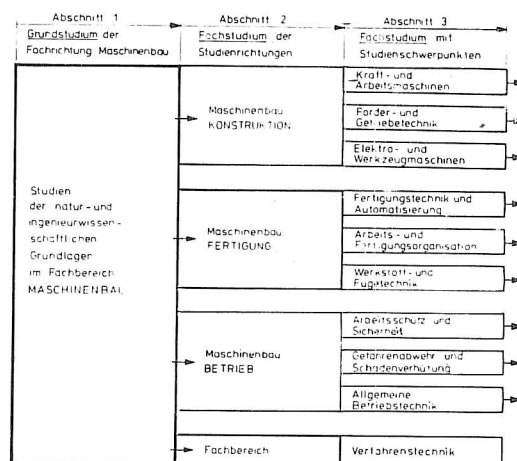 Abschnitt 1
Grundstudium der
Fachrichtung Maschinenbau
Abschnitt 2
Fachstudium der
Studienrichtungen
Abschnitt 3
Fachstudium mit
Studienschwerpunkten
Studien
der natur- und
ingenieurwissen-
schaftlichen
Grundlagen
im Fachbereich
MASCHINENBAU
Maschinenbau
KONSTRUKTION
Kraft- und
Arbeitsmaschinen
Förder- und
Getriebetechnik
Elektro- und
Werkzeugmaschinen
Maschinenbau
FERTIGUNG
Fertigungstechnik und
Automatisierung
Arbeits- und
Fertigungsorganisation
Werkstoff- und
Fügetechnik
Maschinenbau
BETRIEB
Arbeitsschutz und
Sicherheit
Gefahrenabwehr und
Schadenverhütung
Allgemeine
Betriebstechnik
Fachbereich
Verfahrenstechnik